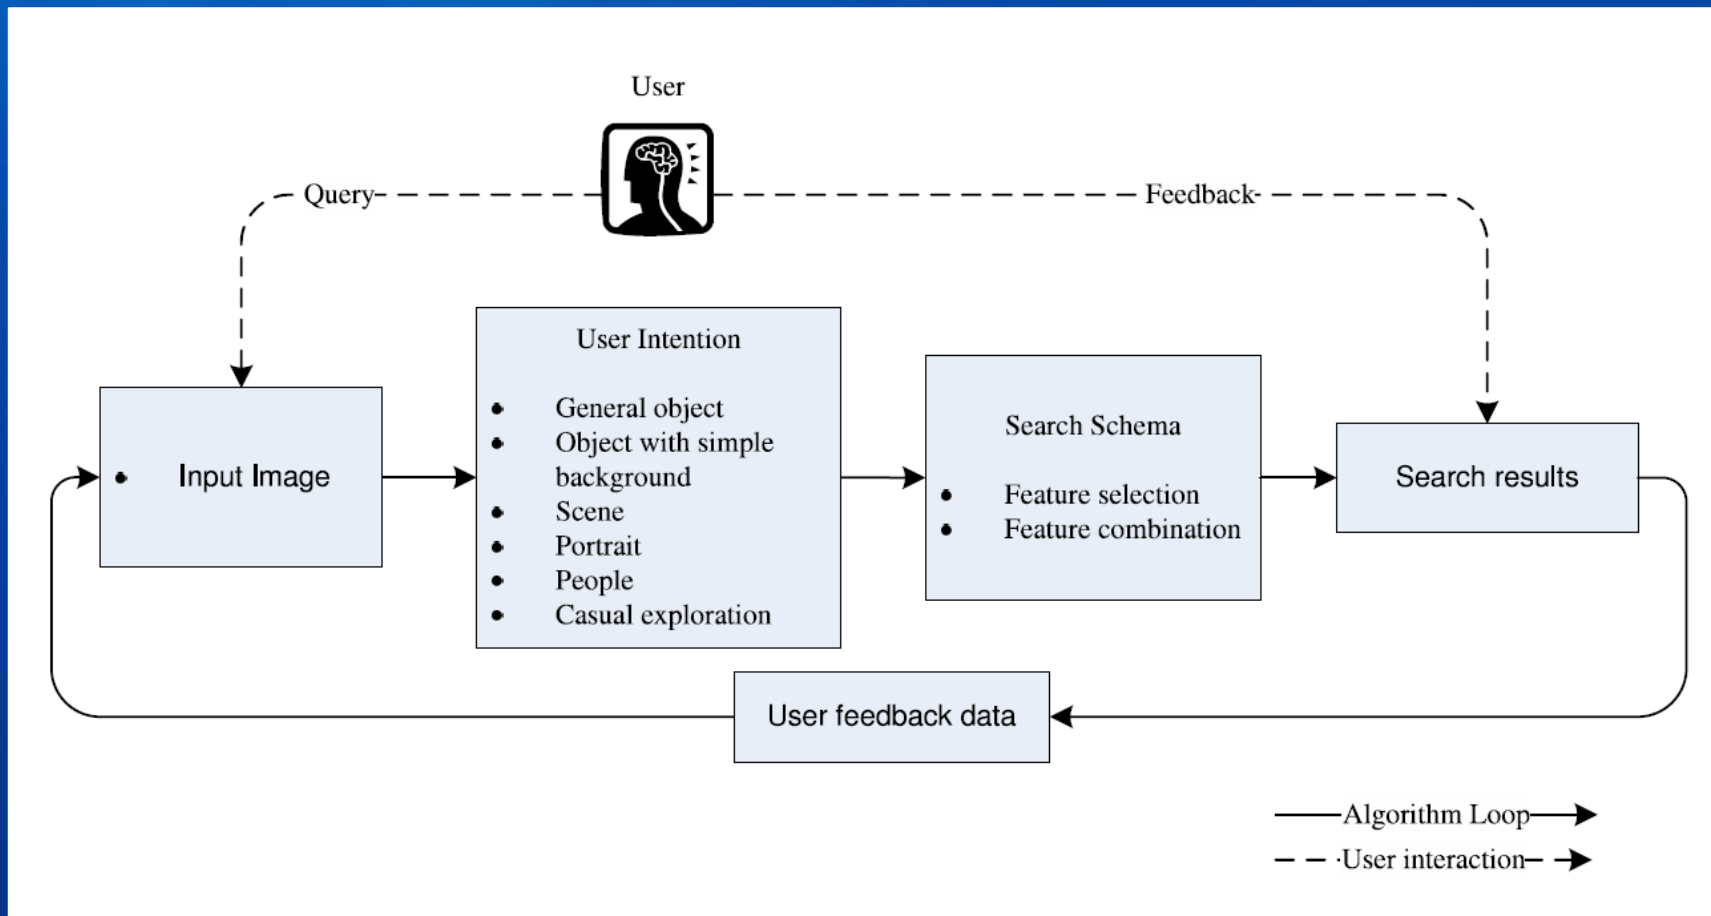 User
Query
Feedback
User Intention
• General object
• Object with simple
background
• Scene
• Portrait
• People
• Casual exploration
• Input Image
Search Schema
• Feature selection
• Feature combination
Search results
User feedback data
Algorithm Loop
User interaction